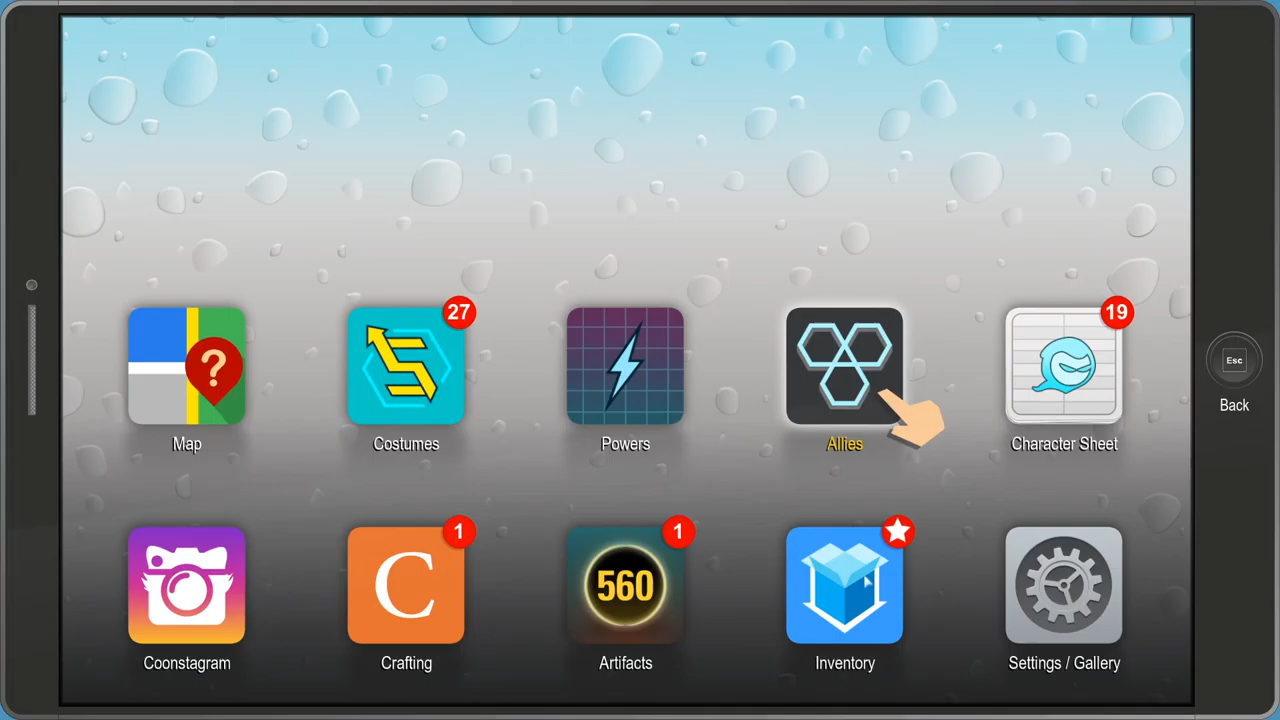 27
19
?
Esc
Map
Costumes
Powers
Allies
Character Sheet
Back
1
1
C
560
Coonstagram
Crafting
Artifacts
Inventory
Settings / Gallery